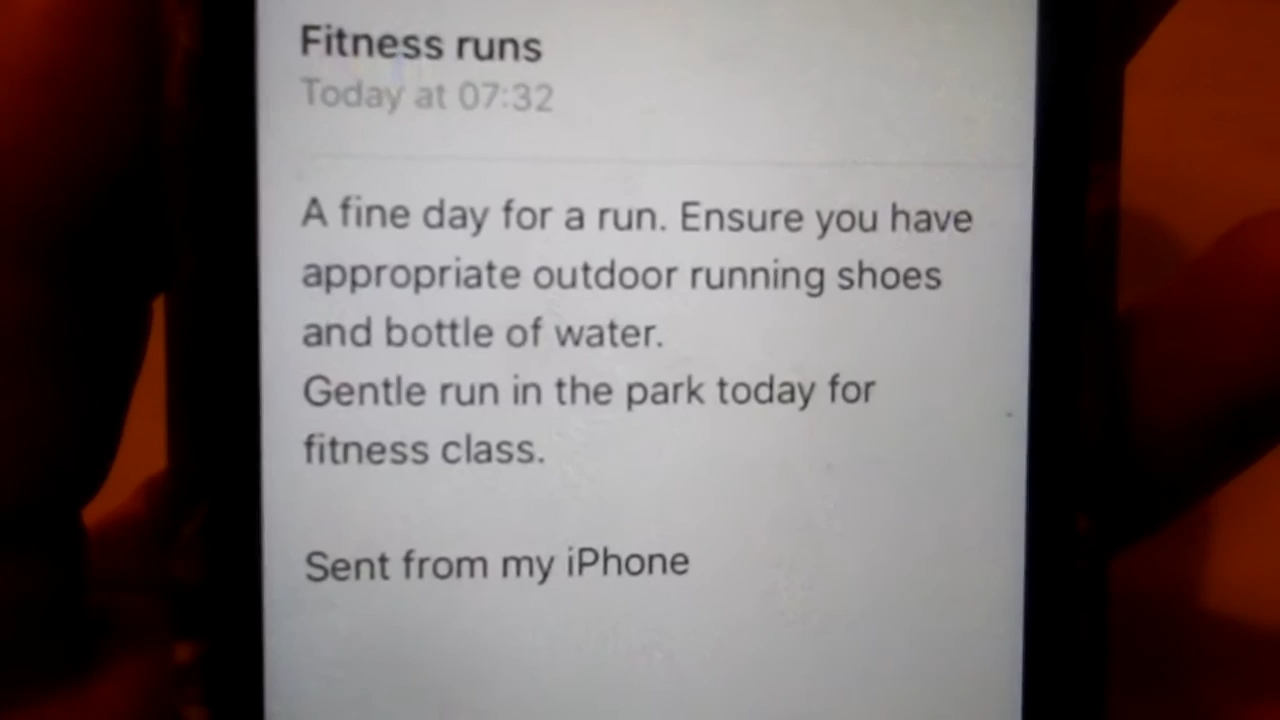 Fitness runs
Today at 07:32
A fine day for a run. Ensure you have
appropriate outdoor running shoes
and bottle of water.
Gentle run in the park today for
fitness class.
Sent from my iPhone